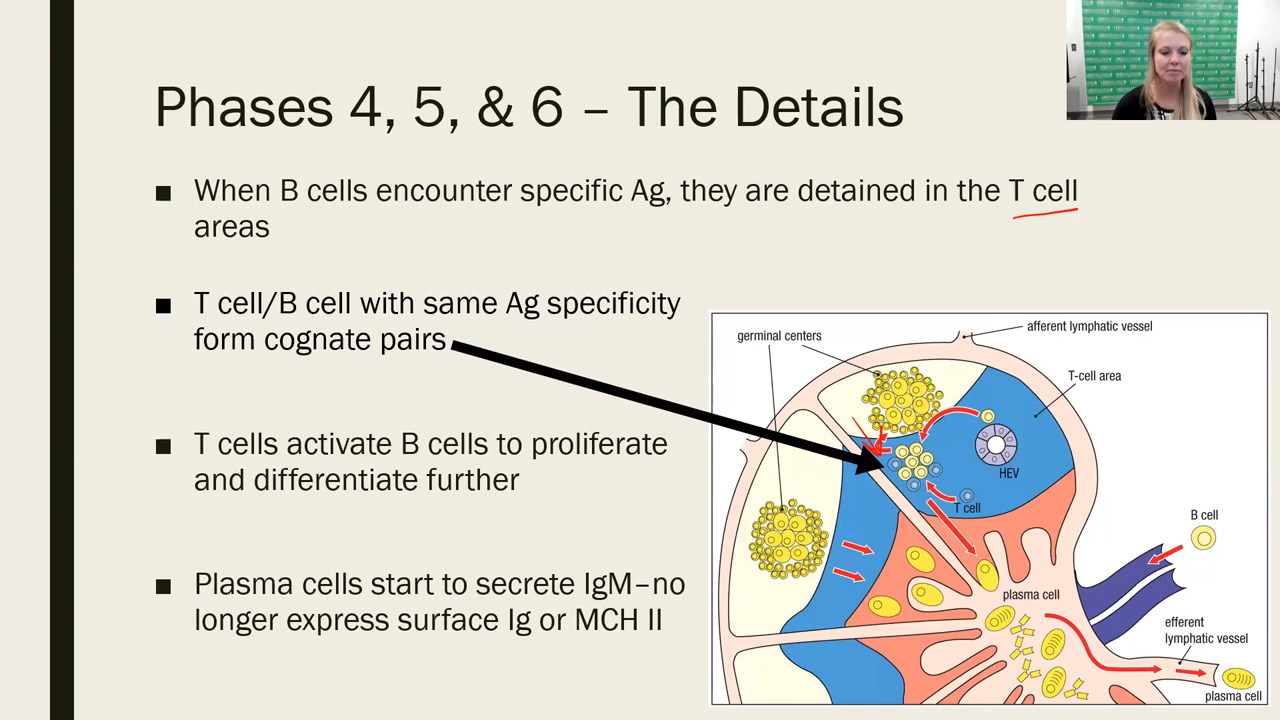 Phases 4, 5, & 6 – The Details
■ When B cells encounter specific Ag, they are detained in the T cell
areas
■ T cell/B cell with same Ag specificity
form cognate pairs
■ T cells activate B cells to proliferate
and differentiate further
■ Plasma cells start to secrete IgM–no
longer express surface Ig or MCH II
afferent lymphatic vessel
germinal centers
T-cell area
HEV
T cell
B cell
plasma cell
efferent
lymphatic vessel
plasma cell